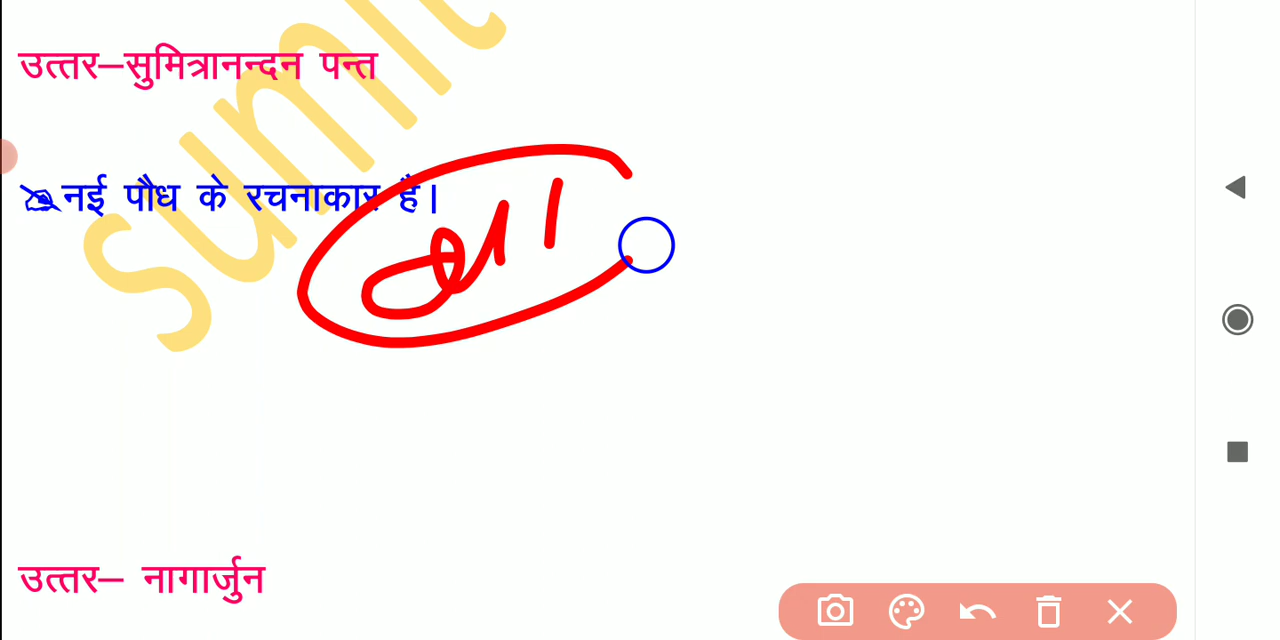 उत्तर–सुमित्रानन्दन पन्त
नई पौध के रचनाकार है।
उत्तर– नागार्जुन